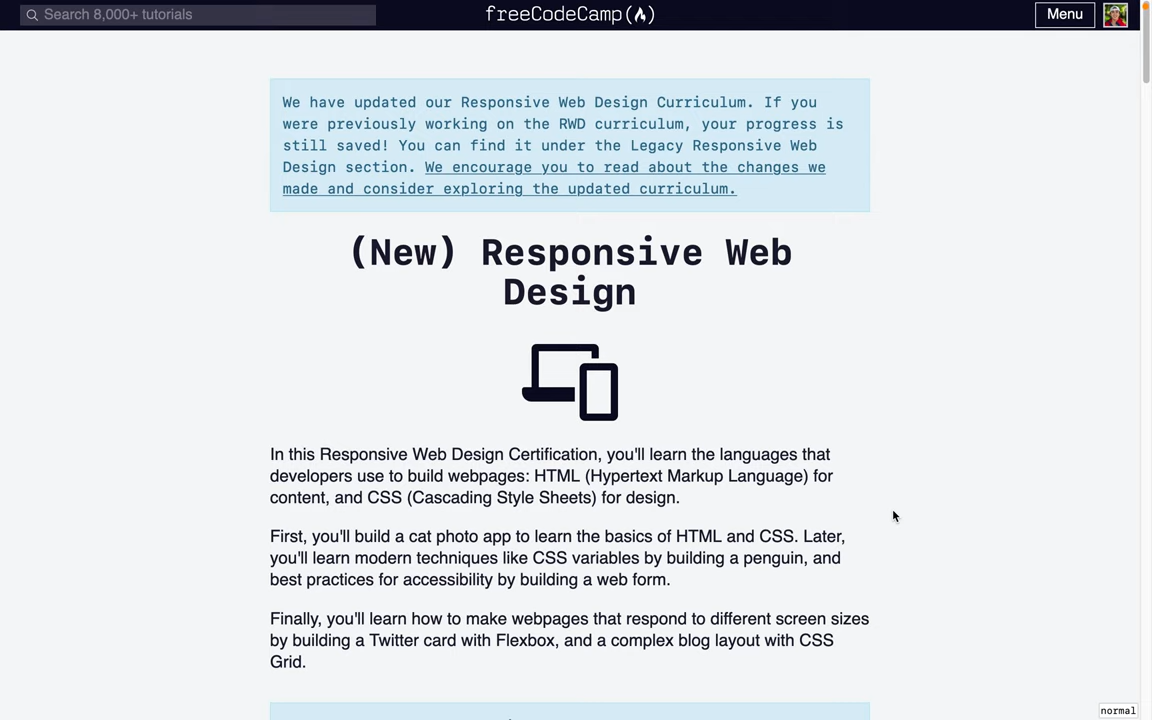 Search 8,000+ tutorials
freeCodeCamp
Menu
We have updated our Responsive Web Design Curriculum. If you
were previously working on the RWD curriculum, your progress is
still saved! You can find it under the Legacy Responsive Web
Design section. We encourage you to read about the changes we
made and consider exploring the updated curriculum.
(New) Responsive Web
Design
In this Responsive Web Design Certification, you'll learn the languages that
developers use to build webpages: HTML (Hypertext Markup Language) for
content, and CSS (Cascading Style Sheets) for design.
First, you'll build a cat photo app to learn the basics of HTML and CSS. Later,
you'll learn modern techniques like CSS variables by building a penguin, and
best practices for accessibility by building a web form.
Finally, you'll learn how to make webpages that respond to different screen sizes
by building a Twitter card with Flexbox, and a complex blog layout with CSS
Grid.
normal